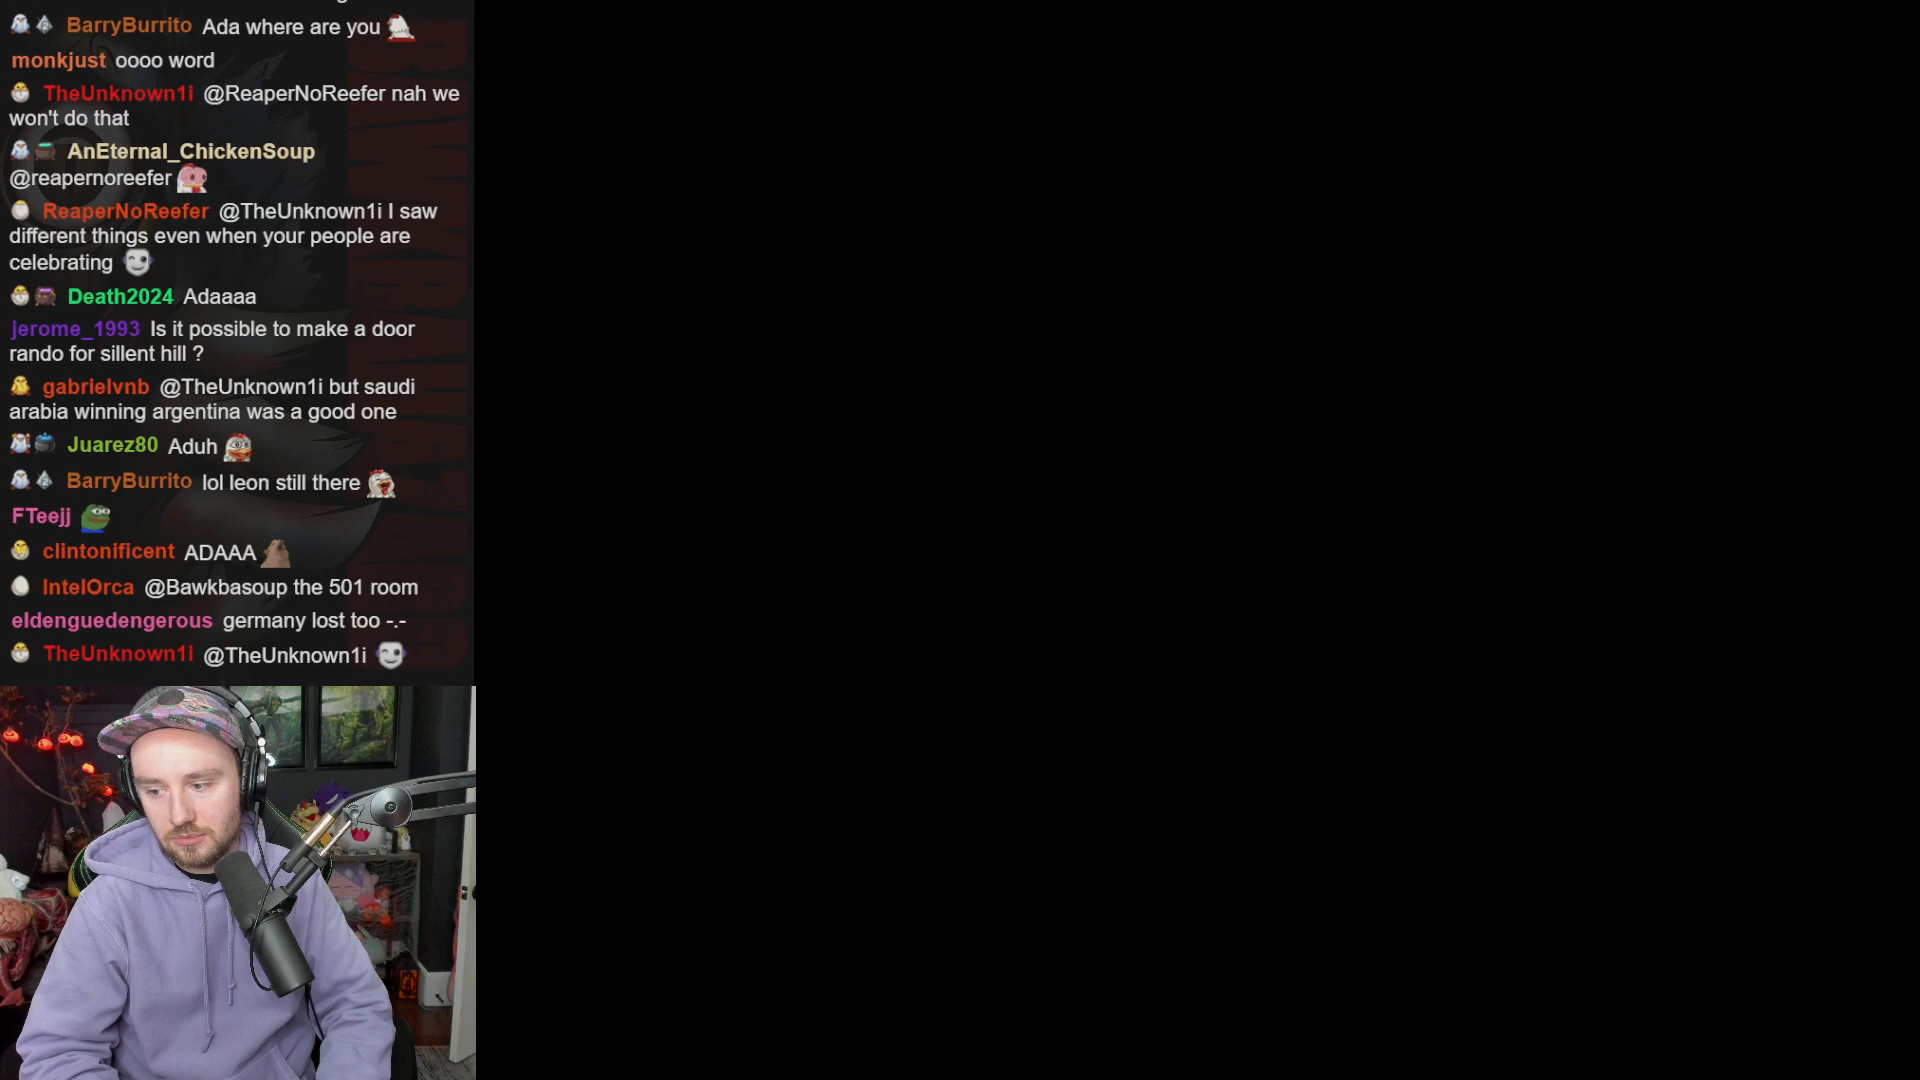 BarryBurrito Ada where are you
monkjust oooo word
TheUnknown1i @ReaperNoReefer nah we
won't do that
AnEternal_ChickenSoup
@reapernoreefer
ReaperNoReefer @TheUnknown1i I saw
different things even when your people are
celebrating
Death2024 Adaaaa
jerome_1993 Is it possible to make a door
rando for sillent hill ?
gabrielvnb @TheUnknown1i but saudi
arabia winning argentina was a good one
Juarez80 Aduh
BarryBurrito lol leon still there
FTeejj
clintonificent ADAAA
IntelOrca @Bawkbasoup the 501 room
eldenguedengerous germany lost too -.-
TheUnknown1i @TheUnknown1i